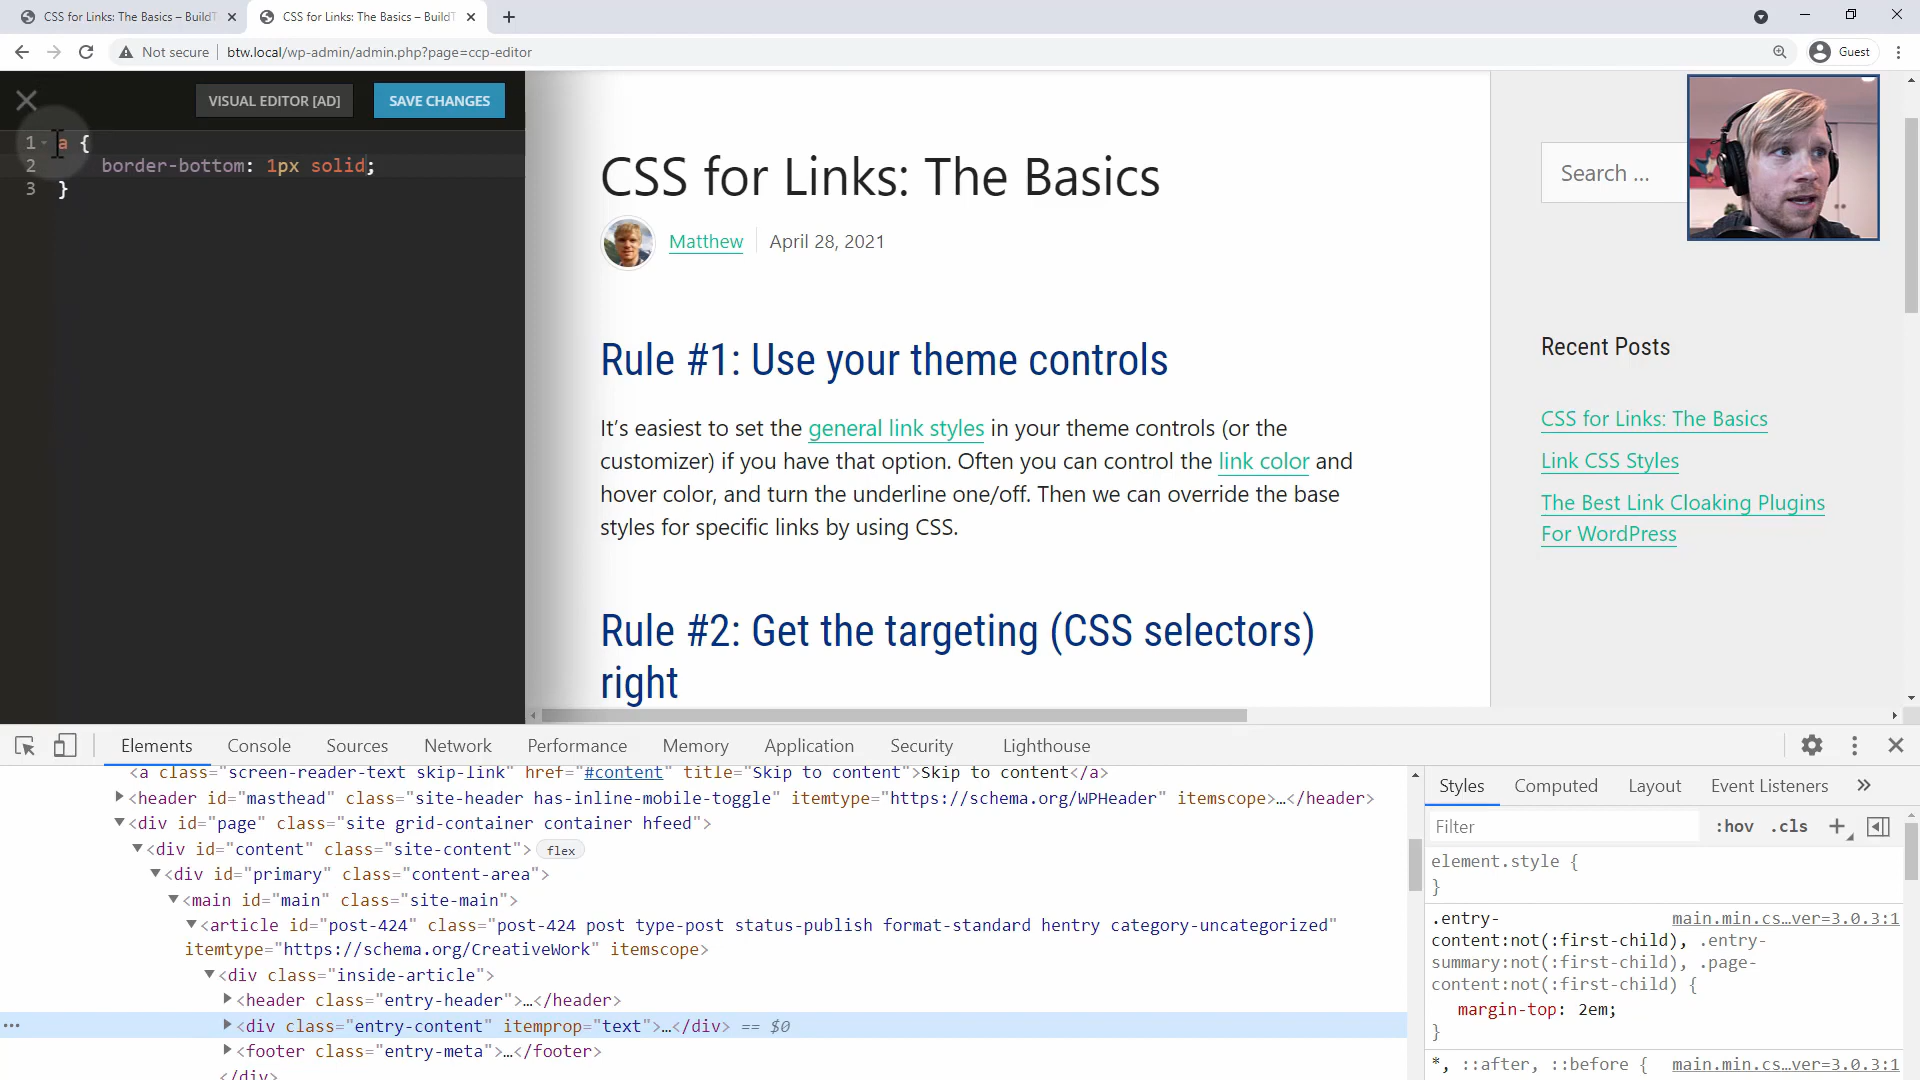 CSS for Links: The Basics – BuildT
CSS for Links: The Basics – BuildT
Not secure
btw.local/wp-admin/admin.php?page=ccp-editor
Guest
VISUAL EDITOR [AD]
SAVE CHANGES
1 a {
2 border-bottom: 1px solid;
3 }
CSS for Links: The Basics
Matthew
April 28, 2021
Rule #1: Use your theme controls
It’s easiest to set the general link styles in your theme controls (or the
customizer) if you have that option. Often you can control the link color and
hover color, and turn the underline one/off. Then we can override the base
styles for specific links by using CSS.
Rule #2: Get the targeting (CSS selectors)
right
Search …
Recent Posts
CSS for Links: The Basics
Link CSS Styles
The Best Link Cloaking Plugins
For WordPress
Elements Console Sources Network Performance Memory Application Security Lighthouse
<a class="screen-reader-text skip-link" href="#content" title="Skip to content">Skip to content</a>
<header id="masthead" class="site-header has-inline-mobile-toggle" itemtype="https://schema.org/WPHeader" itemscope>…</header>
<div id="page" class="site grid-container container hfeed">
<div id="content" class="site-content"> flex
<div id="primary" class="content-area">
<main id="main" class="site-main">
<article id="post-424" class="post-424 post type-post status-publish format-standard hentry category-uncategorized"
itemtype="https://schema.org/CreativeWork" itemscope>
<div class="inside-article">
<header class="entry-header">…</header>
<div class="entry-content" itemprop="text">…</div> == $0
<footer class="entry-meta">…</footer>
</div>
Styles Computed Layout Event Listeners
Filter
:hov .cls
element.style {
}
.entry- main.min.cs…ver=3.0.3:1
content:not(:first-child), .entry-
summary:not(:first-child), .page-
content:not(:first-child) {
margin-top: 2em;
}
*, ::after, ::before { main.min.cs…ver=3.0.3:1